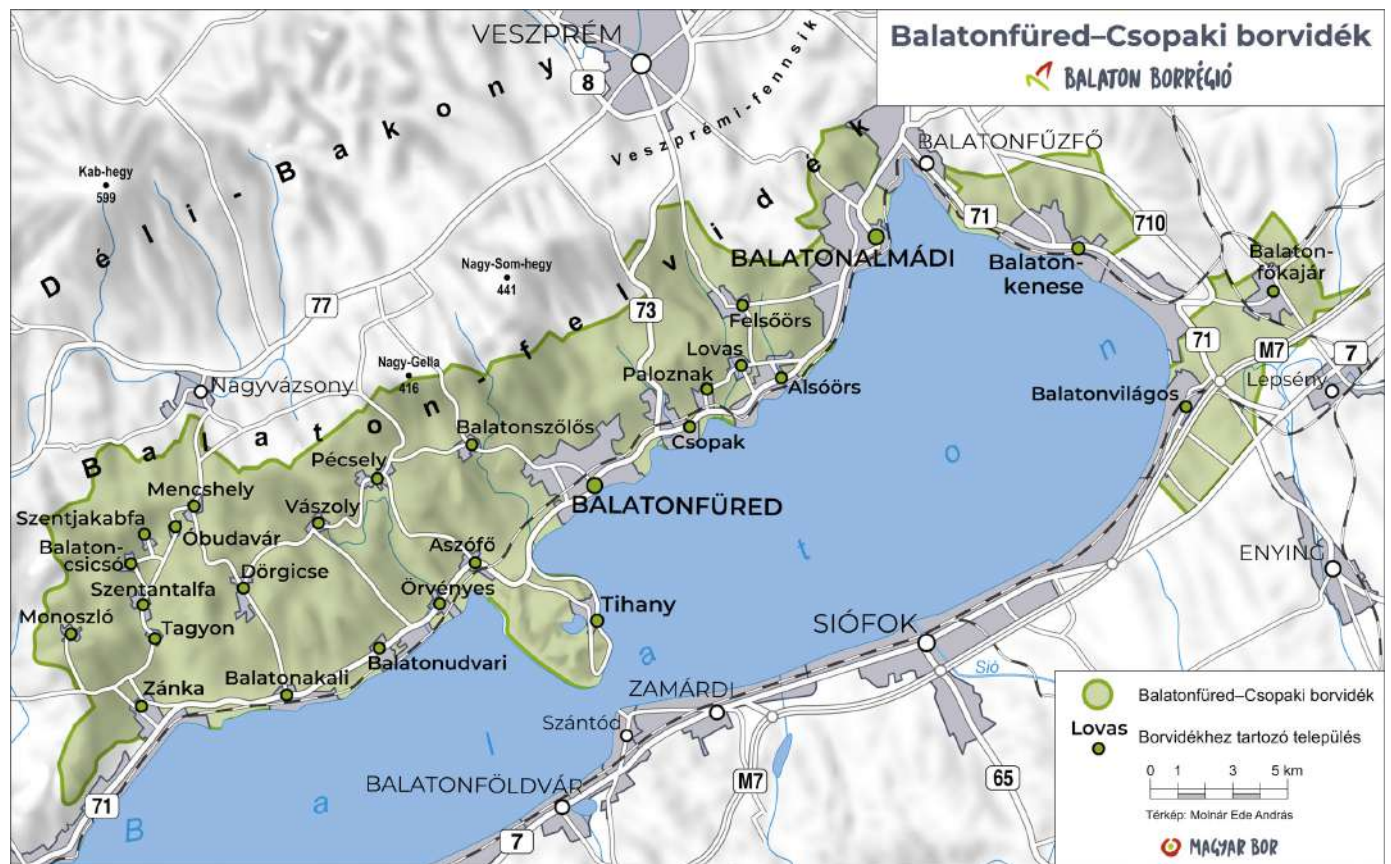 Balatonfüred–Csopaki borvidék
BALATON BORRÉGIÓ
VESZPRÉM
8
Déli-Bakony
Veszprémi-fennsík
Balaton-felvidék
Kab-hegy
599
BALATONFŰZFŐ
71
710
77
Nagy-Som-hegy
441
73
BALATONALMÁDI
Balaton-
kenese
Balaton-
főkajár
Felsőörs
71
M7
7
Nagy-Gella
416
Nagyvázsony
Lovas
Paloznak
Alsóörs
Lepsény
Balatonvilágos
Csopak
Balatonszőlős
Pécsely
Mencshely
BALATONFÜRED
Vászoly
Szentjakabfa
Óbudavár
Balaton-
csicsó
Aszófő
ENYING
Dörgicse
Szentantalfa
Örvényes
Monoszló
Tihany
Tagyon
SIÓFOK
Balatonudvari
Sió
Zánka
Balatonakali
ZAMÁRDI
Szántód
BALATONFÖLDVÁR
M7
65
71
7
Balaton
Balatonfüred–Csopaki borvidék
Lovas
Borvidékhez tartozó település
0 1 3 5 km
Térkép: Molnár Ede András
MAGYAR BOR